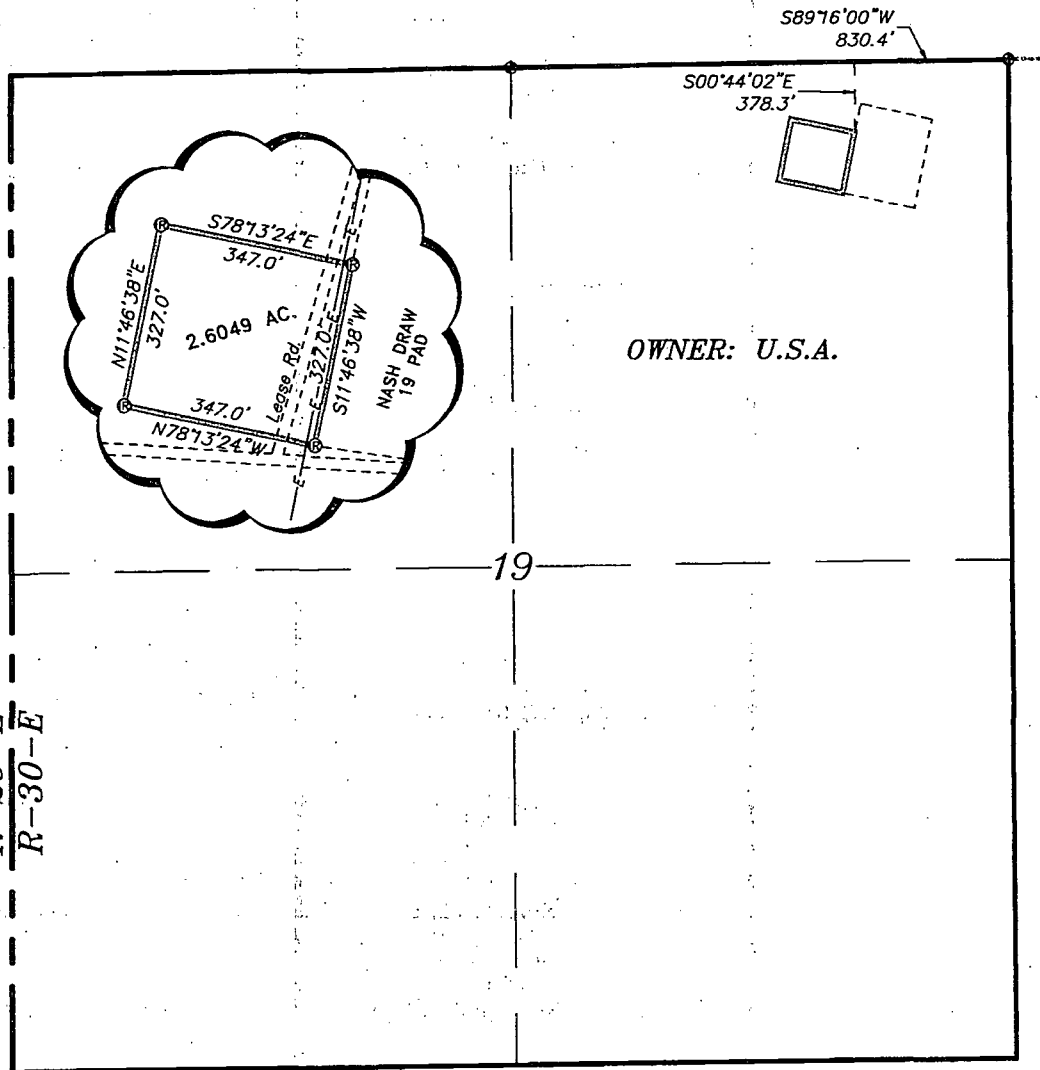 S89°16'00"W
830.4'
S00°44'02"E
378.3'
S78°13'24"E
347.0'
N11°46'38"E
327.0'
2.6049 AC.
Lease Rd.
E
E
327.0'
E
E
S11°46'38"W
NASH DRAW
19 PAD
347.0'
N78°13'24"W
R
R
R
R
OWNER: U.S.A.
19
R-30-E